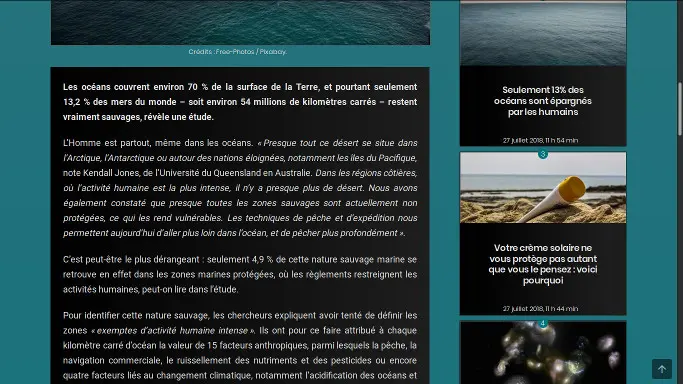 Crédits : Free-Photos / Pixabay.
Les océans couvrent environ 70 % de la surface de la Terre, et pourtant seulement
13,2 % des mers du monde – soit environ 54 millions de kilomètres carrés – restent
vraiment sauvages, révèle une étude.
L'Homme est partout, même dans les océans. « Presque tout ce désert se situe dans
l'Arctique, l'Antarctique ou autour des nations éloignées, notamment les îles du Pacifique,
note Kendall Jones, de l'Université du Queensland en Australie. Dans les régions côtières,
où l'activité humaine est la plus intense, il n'y a presque plus de désert. Nous avons
également constaté que presque toutes les zones sauvages sont actuellement non
protégées, ce qui les rend vulnérables. Les techniques de pêche et d'expédition nous
permettent aujourd'hui d'aller plus loin dans l'océan, et de pêcher plus profondément ».
C'est peut-être le plus dérangeant : seulement 4,9 % de cette nature sauvage marine se
retrouve en effet dans les zones marines protégées, où les règlements restreignent les
activités humaines, peut-on lire dans l'étude.
Pour identifier cette nature sauvage, les chercheurs expliquent avoir tenté de définir les
zones « exemptes d'activité humaine intense ». Ils ont pour ce faire attribué à chaque
kilomètre carré d'océan la valeur de 15 facteurs anthropiques, parmi lesquels la pêche, la
navigation commerciale, le ruissellement des nutriments et des pesticides ou encore
quatre facteurs liés au changement climatique, notamment l'acidification des océans et
Seulement 13% des
océans sont épargnés
par les humains
27 juillet 2018, 11 h 54 min
3
Votre crème solaire ne
vous protège pas autant
que vous le pensez : voici
pourquoi
27 juillet 2018, 11 h 44 min
4